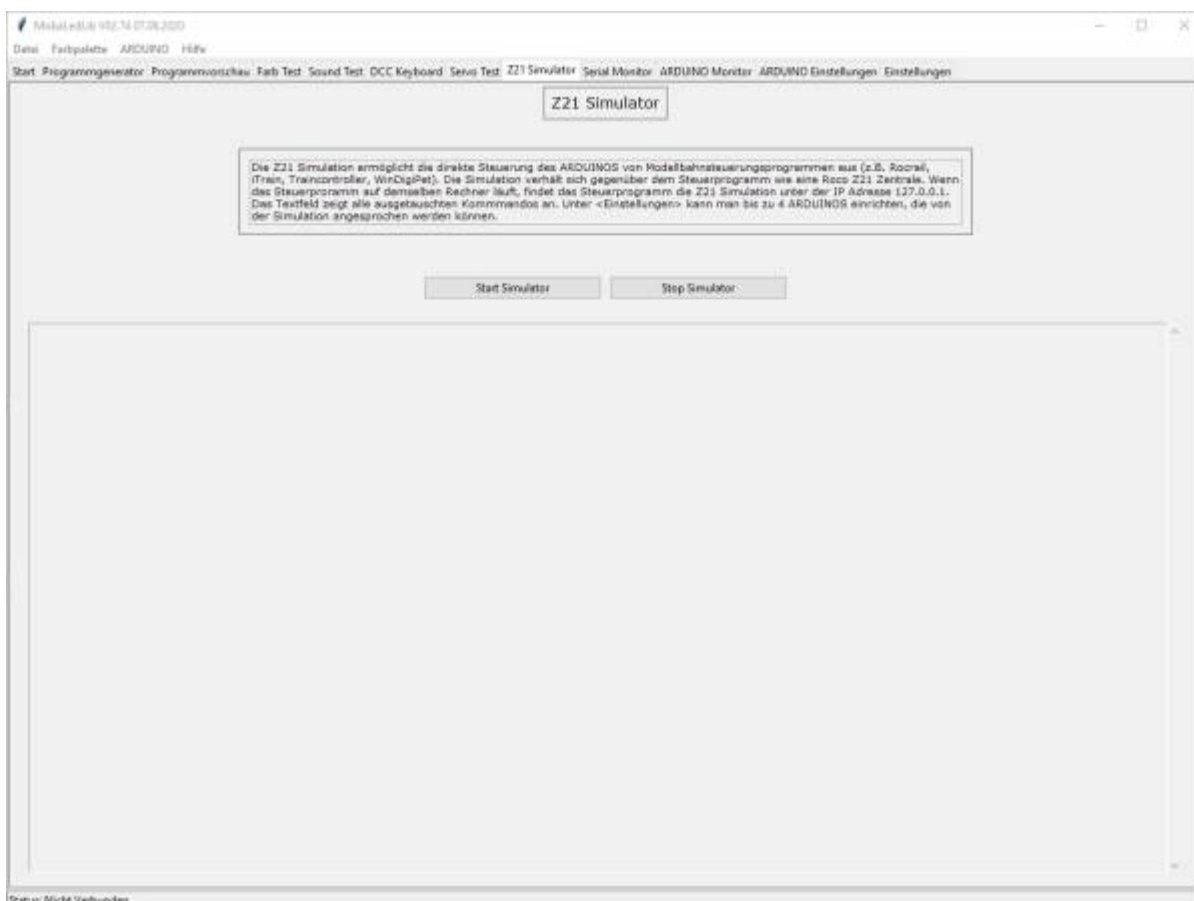 MobaLedLib V02.74 07.06.2020
Datei Farbpalette ARDUINO Hilfe
Start Programmgenerator Programmvorschau Farb Test Sound Test DCC Keyboard Servo Test Z21 Simulator Serial Monitor ARDUINO Monitor ARDUINO Einstellungen Einstellungen
Z21 Simulator
Die Z21 Simulation ermöglicht die direkte Steuerung des ARDUINOS von Modellbahnsteuerungsprogrammen aus (z.B. Rocrail,
iTrain, Traincontroller, WinDigiPet). Die Simulation verhält sich gegenüber dem Steuerprogramm wie eine Roco Z21 Zentrale. Wenn
das Steuerproramm auf demselben Rechner läuft, findet das Steuerprogramm die Z21 Simulation unter der IP Adresse 127.0.0.1.
Das Textfeld zeigt alle ausgetauschten Kommmandos an. Unter <Einstellungen> kann man bis zu 4 ARDUINOS einrichten, die von
der Simulation angesprochen werden können.
Start Simulator Stop Simulator
Status: Nicht Verbunden